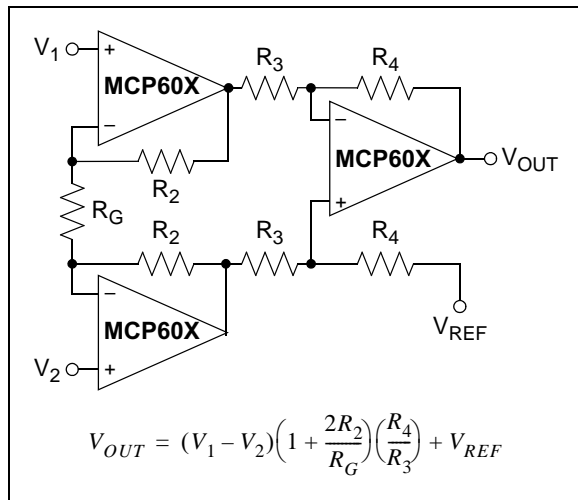 V1
MCP60X
R2
RG
R2
MCP60X
V2
R3
R4
MCP60X
VOUT
R3
R4
VREF
VOUT = (V1 – V2)(1 + 2R2/RG)(R4/R3) + VREF